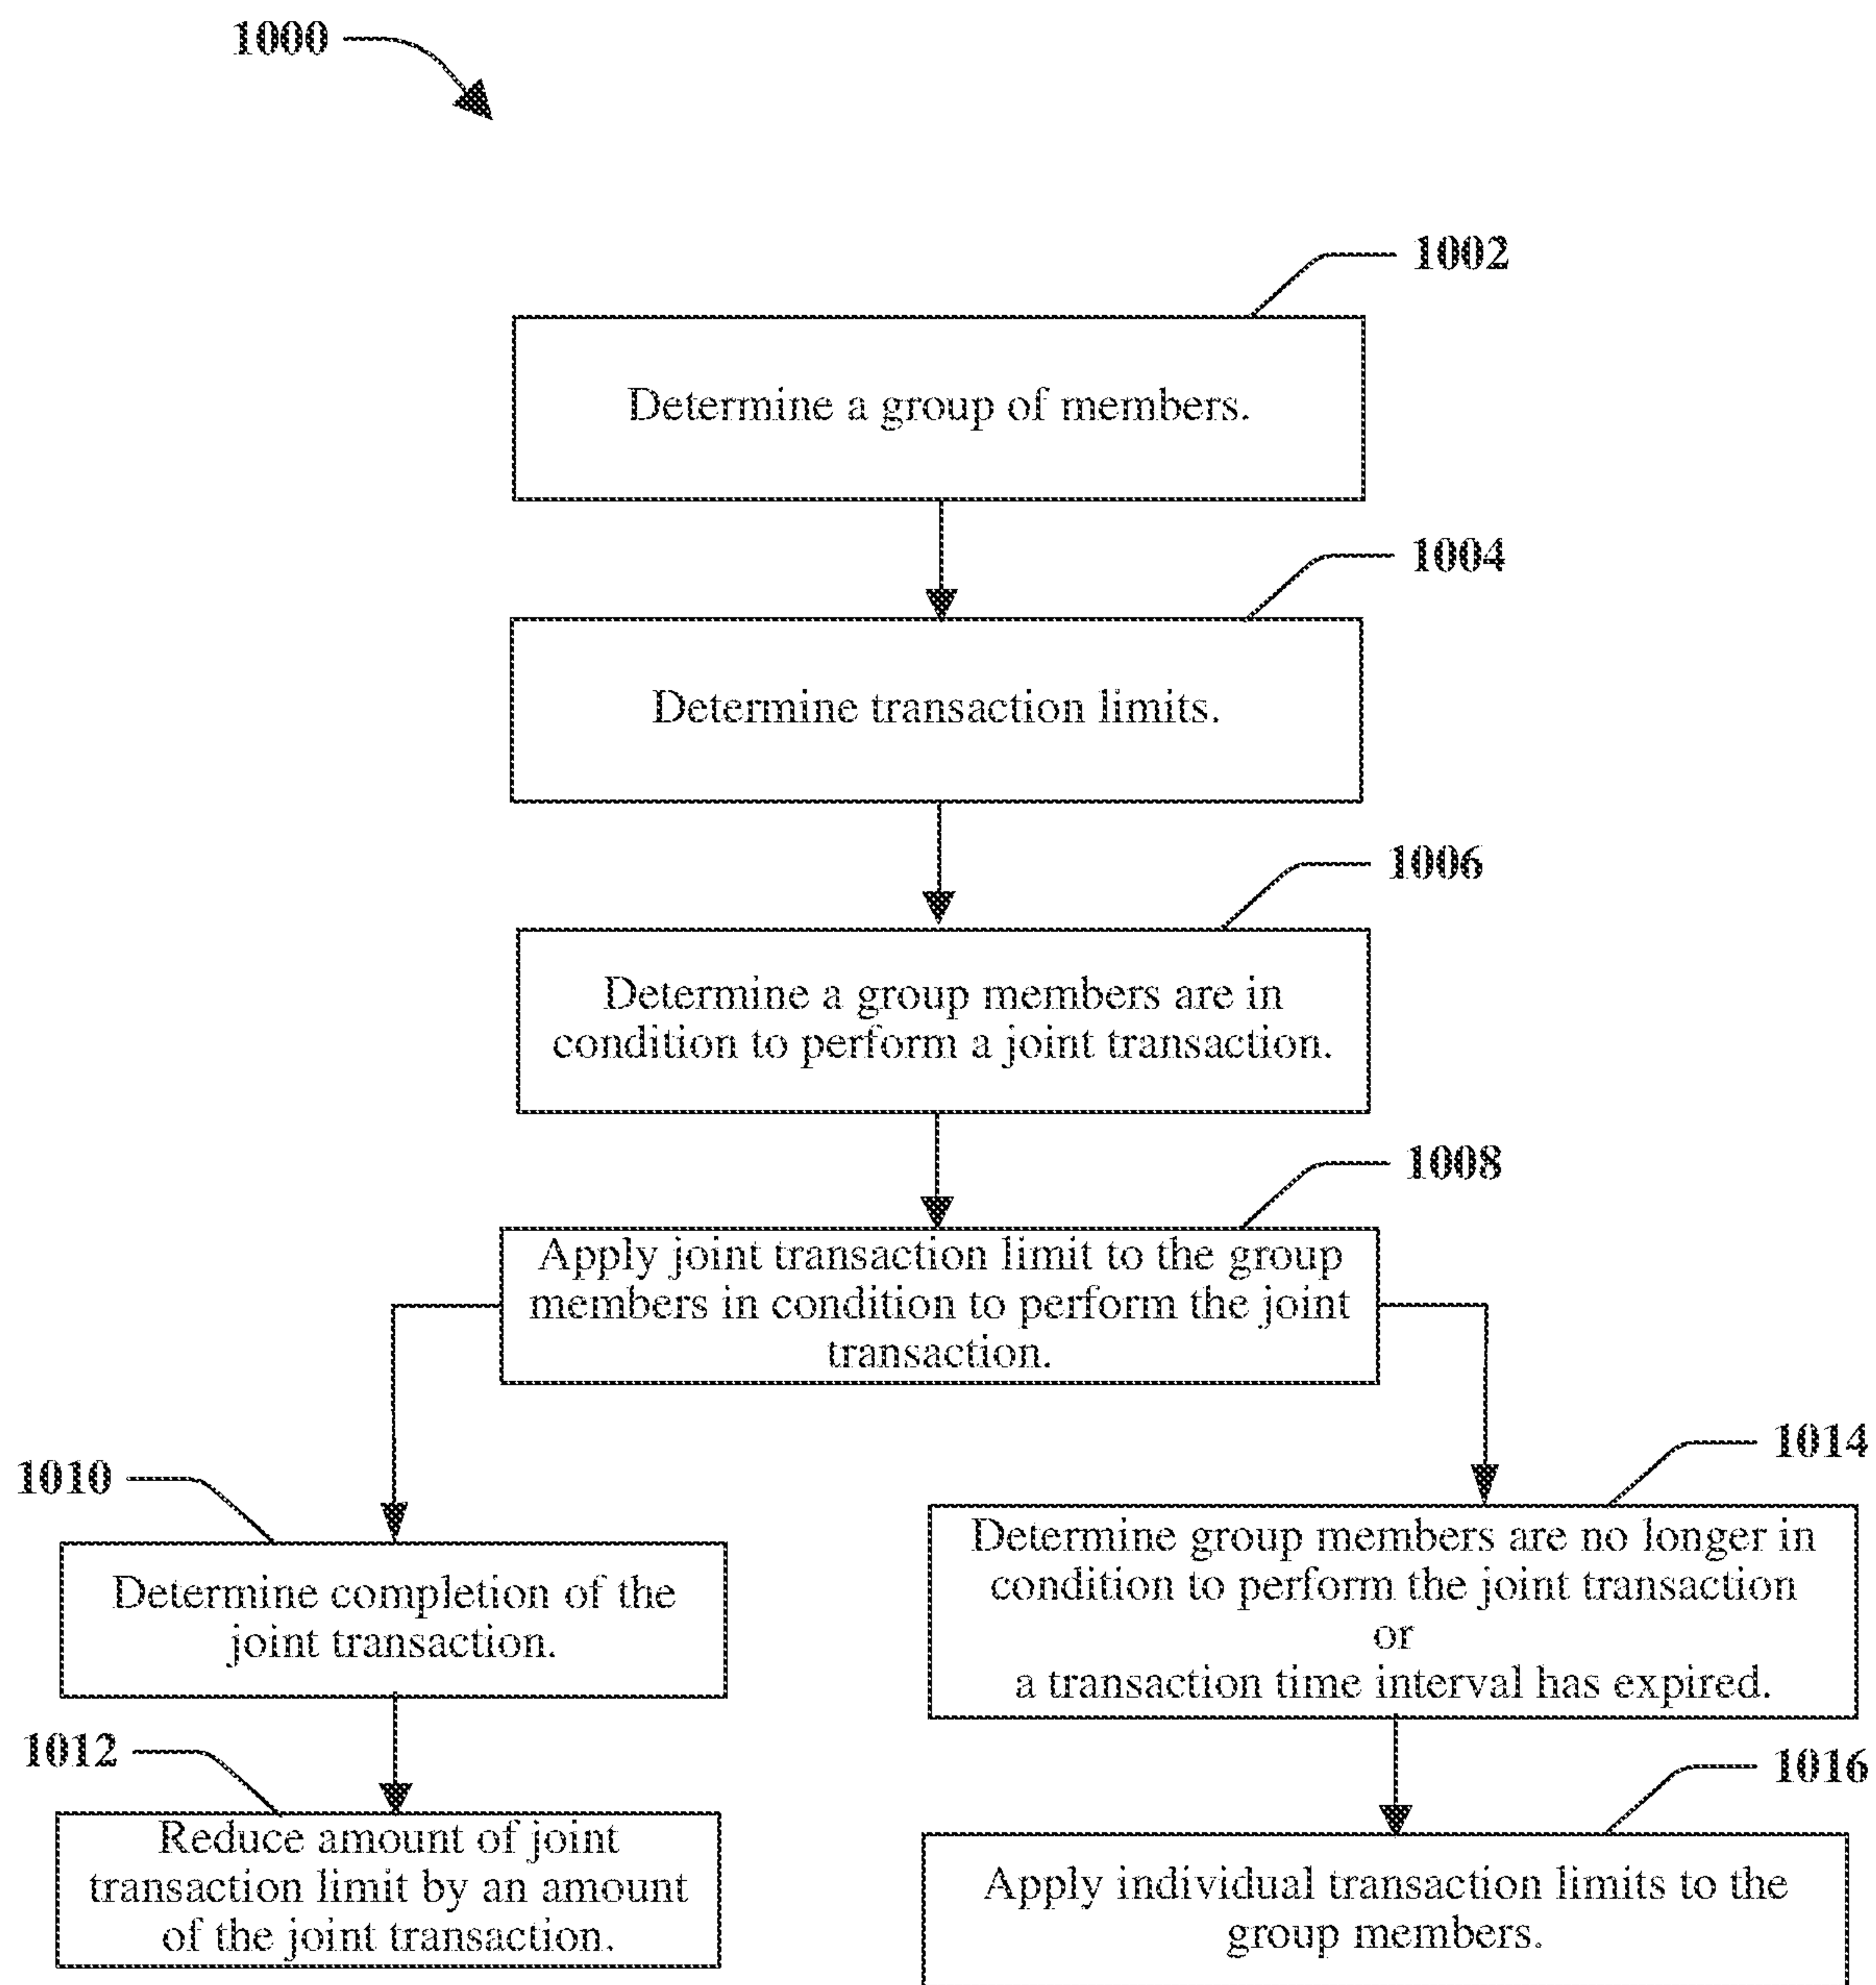 1000
1002
Determine a group of members.
1004
Determine transaction limits.
1006
Determine a group members are in
condition to perform a joint transaction.
1008
Apply joint transaction limit to the group
members in condition to perform the joint
transaction.
1010
Determine completion of the
joint transaction.
1012
Reduce amount of joint
transaction limit by an amount
of the joint transaction.
1014
Determine group members are no longer in
condition to perform the joint transaction
or
a transaction time interval has expired.
1016
Apply individual transaction limits to the
group members.